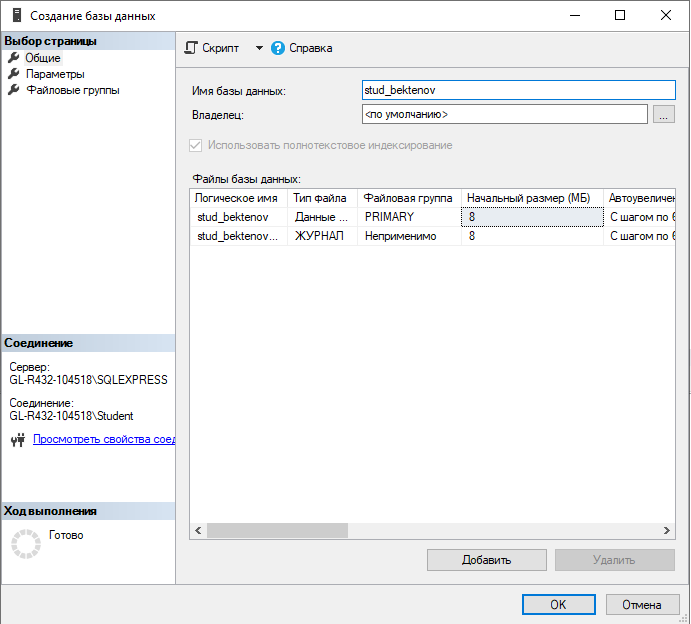 Создание базы данных
Выбор страницы
Общие
Параметры
Файловые группы
Скрипт
Справка
Имя базы данных:
stud_bektenov
Владелец:
<по умолчанию>
...
Использовать полнотекстовое индексирование
Файлы базы данных:
Логическое имя Тип файла Файловая группа Начальный размер (МБ) Автоувеличен
stud_bektenov Данные ... PRIMARY 8 С шагом по 6
stud_bektenov... ЖУРНАЛ Неприменимо 8 С шагом по 6
Соединение
Сервер:
GL-R432-104518\SQLEXPRESS
Соединение:
GL-R432-104518\Student
Просмотреть свойства соед
Ход выполнения
Готово
Добавить
Удалить
OK
Отмена